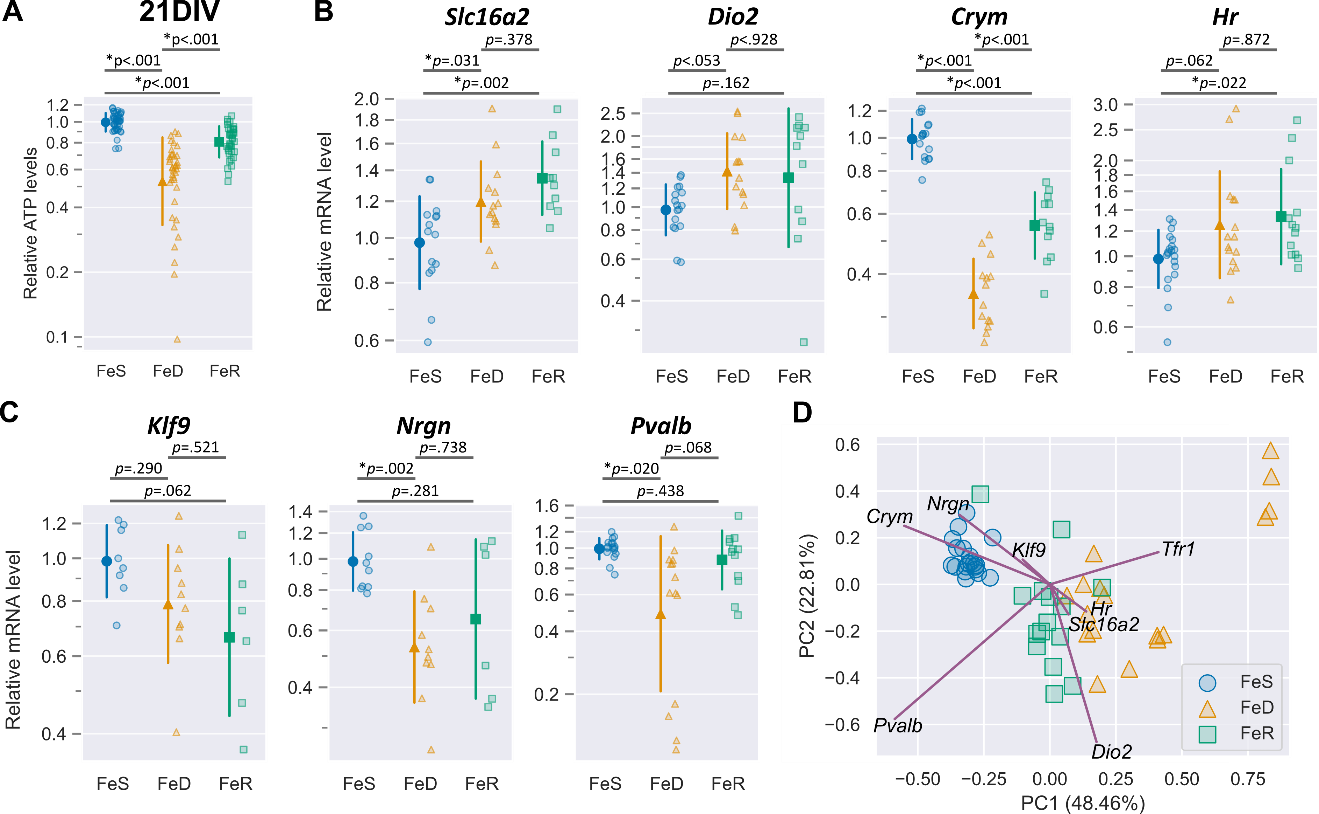 A
21DIV
*p<.001
*p<.001
*p<.001
Relative ATP levels
1.2
1.0
0.8
0.6
0.4
0.2
0.1
FeS FeD FeR
B
Slc16a2
p=.378
*p=.031
*p=.002
Relative mRNA level
2.0
1.8
1.6
1.4
1.2
1.0
0.8
0.6
FeS FeD FeR
Dio2
p<.928
p<.053
p=.162
2.5
2.0
1.6
1.4
1.2
1.0
0.8
0.6
0.4
FeS FeD FeR
Crym
*p<.001
*p<.001
*p<.001
1.2
1.0
0.8
0.6
0.4
FeS FeD FeR
Hr
p=.872
p=.062
*p=.022
3.0
2.5
2.0
1.8
1.6
1.4
1.2
1.0
0.8
0.6
FeS FeD FeR
C
Klf9
p=.521
p=.290
p=.062
Relative mRNA level
1.2
1.0
0.8
0.6
0.4
FeS FeD FeR
Nrgn
p=.738
*p=.002
p=.281
1.4
1.2
1.0
0.8
0.6
0.4
FeS FeD FeR
Pvalb
p=.068
*p=.020
p=.438
1.6
1.2
1.0
0.8
0.6
0.4
0.2
FeS FeD FeR
D
PC2 (22.81%)
0.6
0.4
0.2
0.0
−0.2
−0.4
−0.6
Nrgn
Crym
Klf9
Tfr1
Hr
Slc16a2
Pvalb
Dio2
FeS
FeD
FeR
−0.50 −0.25 0.00 0.25 0.50 0.75
PC1 (48.46%)